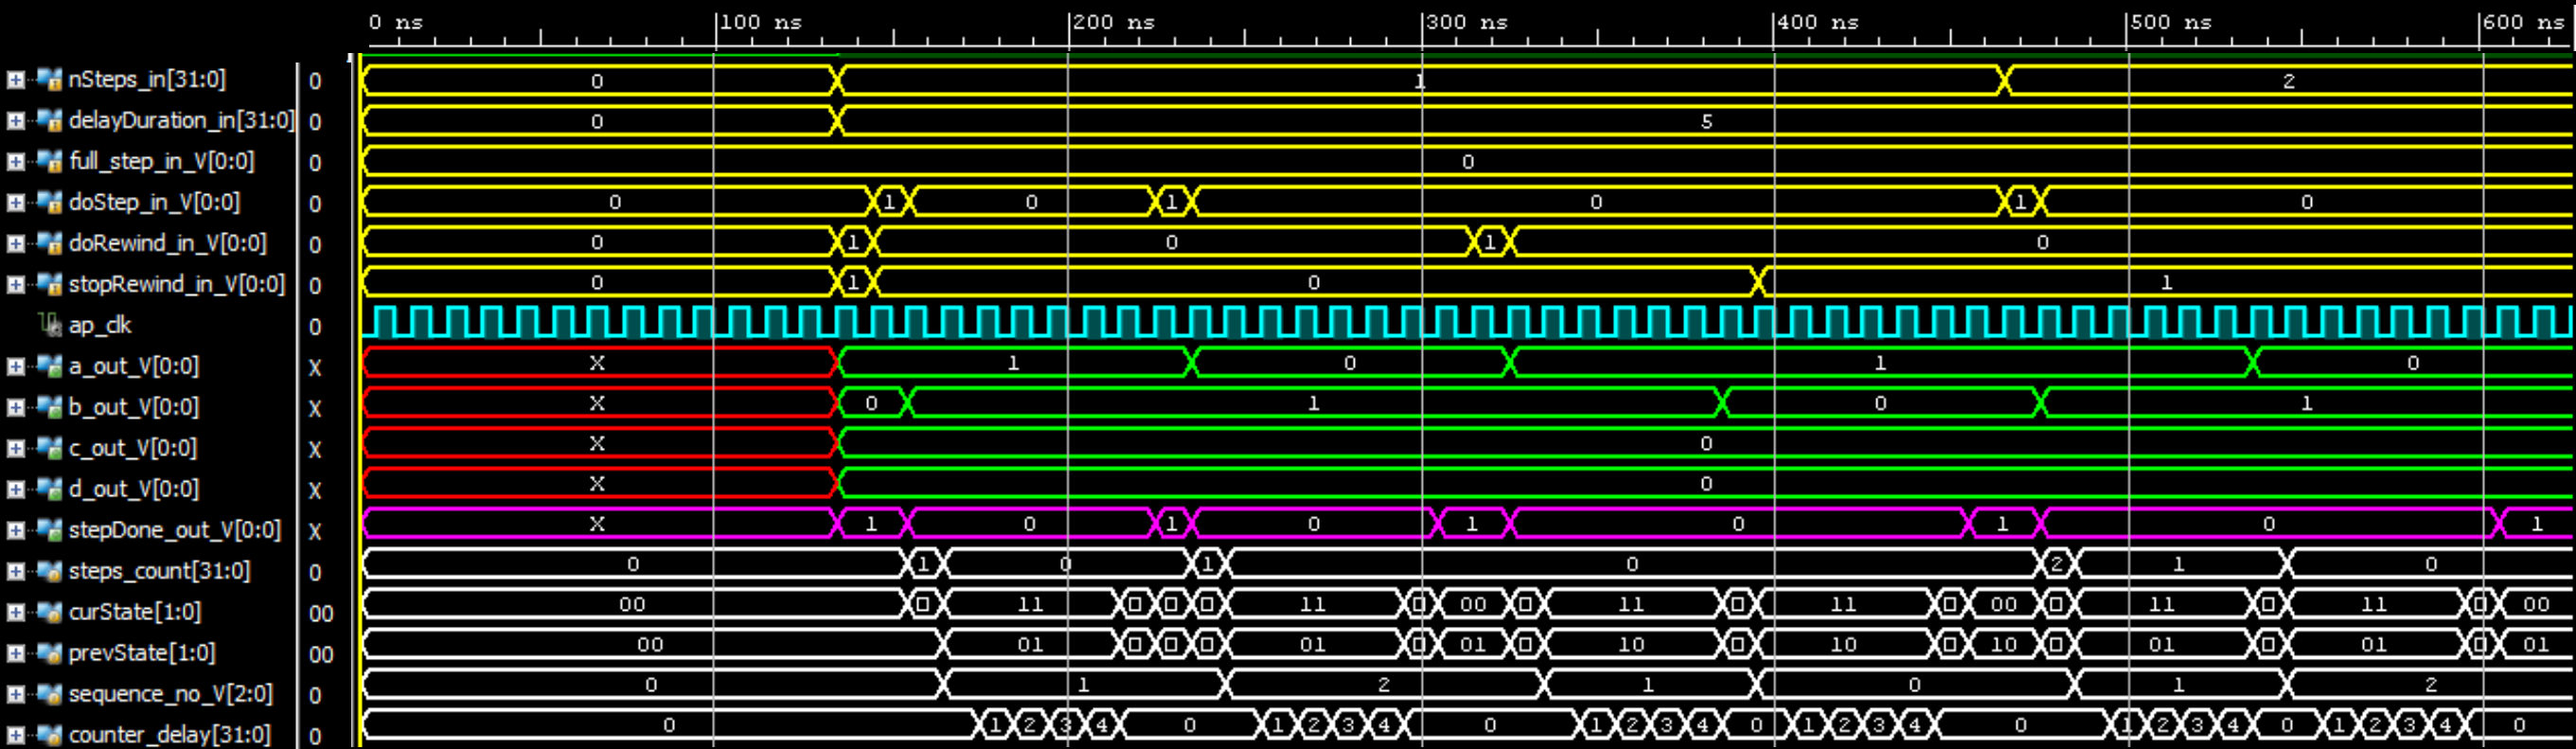 0 ns 100 ns 200 ns 300 ns 400 ns 500 ns 600 ns
nSteps_in[31:0] 0 0 1 2
delayDuration_in[31:0] 0 0 5
full_step_in_V[0:0] 0 0
doStep_in_V[0:0] 0 0 1 0 1 0 1 0
doRewind_in_V[0:0] 0 0 1 0 1 0
stopRewind_in_V[0:0] 0 0 1 0 1
ap_clk 0
a_out_V[0:0] X X 1 0 1 0
b_out_V[0:0] X X 0 1 0 1
c_out_V[0:0] X X 0
d_out_V[0:0] X X 0
stepDone_out_V[0:0] X X 1 0 1 0 1 0 1 0 1
steps_count[31:0] 0 0 1 0 1 0 2 1 0
curState[1:0] 00 00 11 11 00 11 11 00 11 11 00
prevState[1:0] 00 00 01 01 01 10 10 10 01 01 01
sequence_no_V[2:0] 0 0 1 2 1 0 1 2
counter_delay[31:0] 0 0 1 2 3 4 0 1 2 3 4 0 1 2 3 4 0 1 2 3 4 0 1 2 3 4 0 1 2 3 4 0